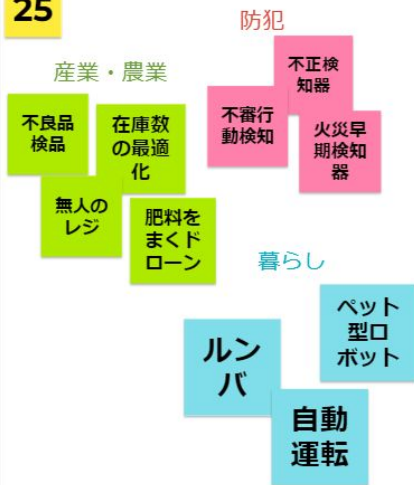 25
防犯
不正検
知器
不審行
動検知
火災早
期検知
器
産業・農業
不良品
検品
在庫数
の最適
化
無人の
レジ
肥料を
まくド
ローン
暮らし
ペット
型ロ
ボット
ルン
バ
自動
運転